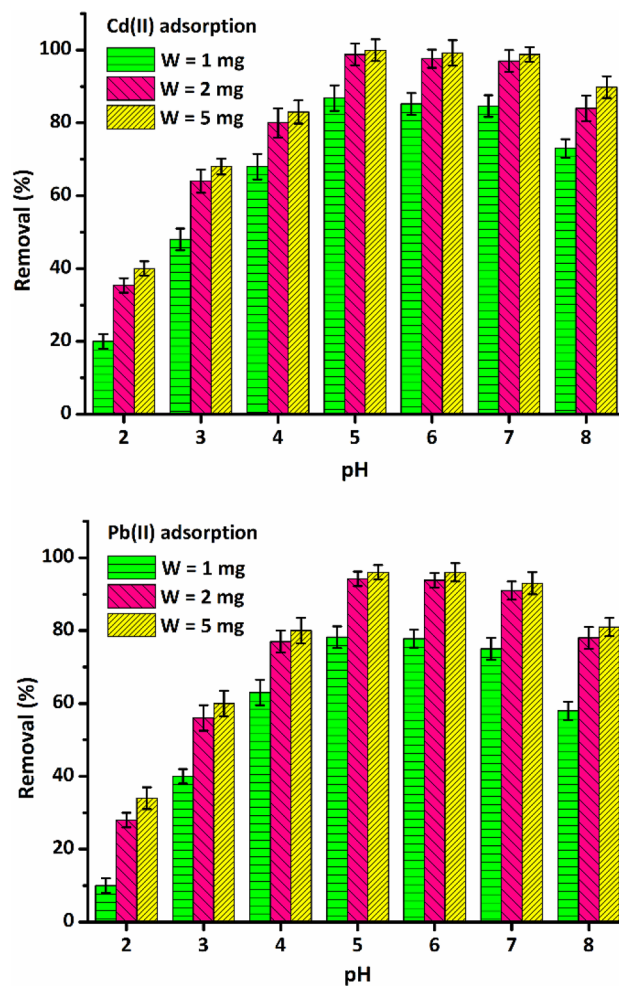 Cd(II) adsorption
W = 1 mg
W = 2 mg
W = 5 mg
Removal (%)
100
80
60
40
20
0
2 3 4 5 6 7 8
pH
Pb(II) adsorption
W = 1 mg
W = 2 mg
W = 5 mg
Removal (%)
100
80
60
40
20
0
2 3 4 5 6 7 8
pH